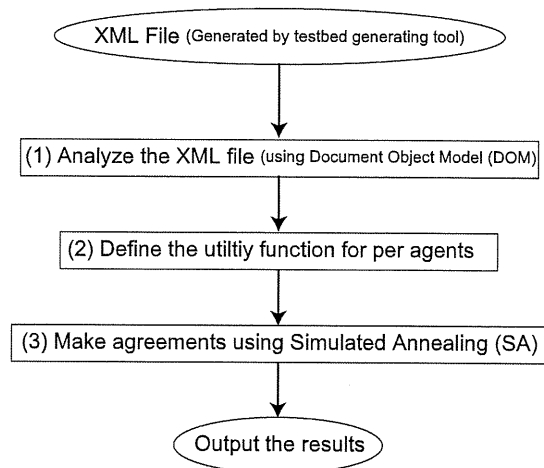 XML File (Generated by testbed generating tool)
(1) Analyze the XML file (using Document Object Model (DOM)
(2) Define the utiltiy function for per agents
(3) Make agreements using Simulated Annealing (SA)
Output the results